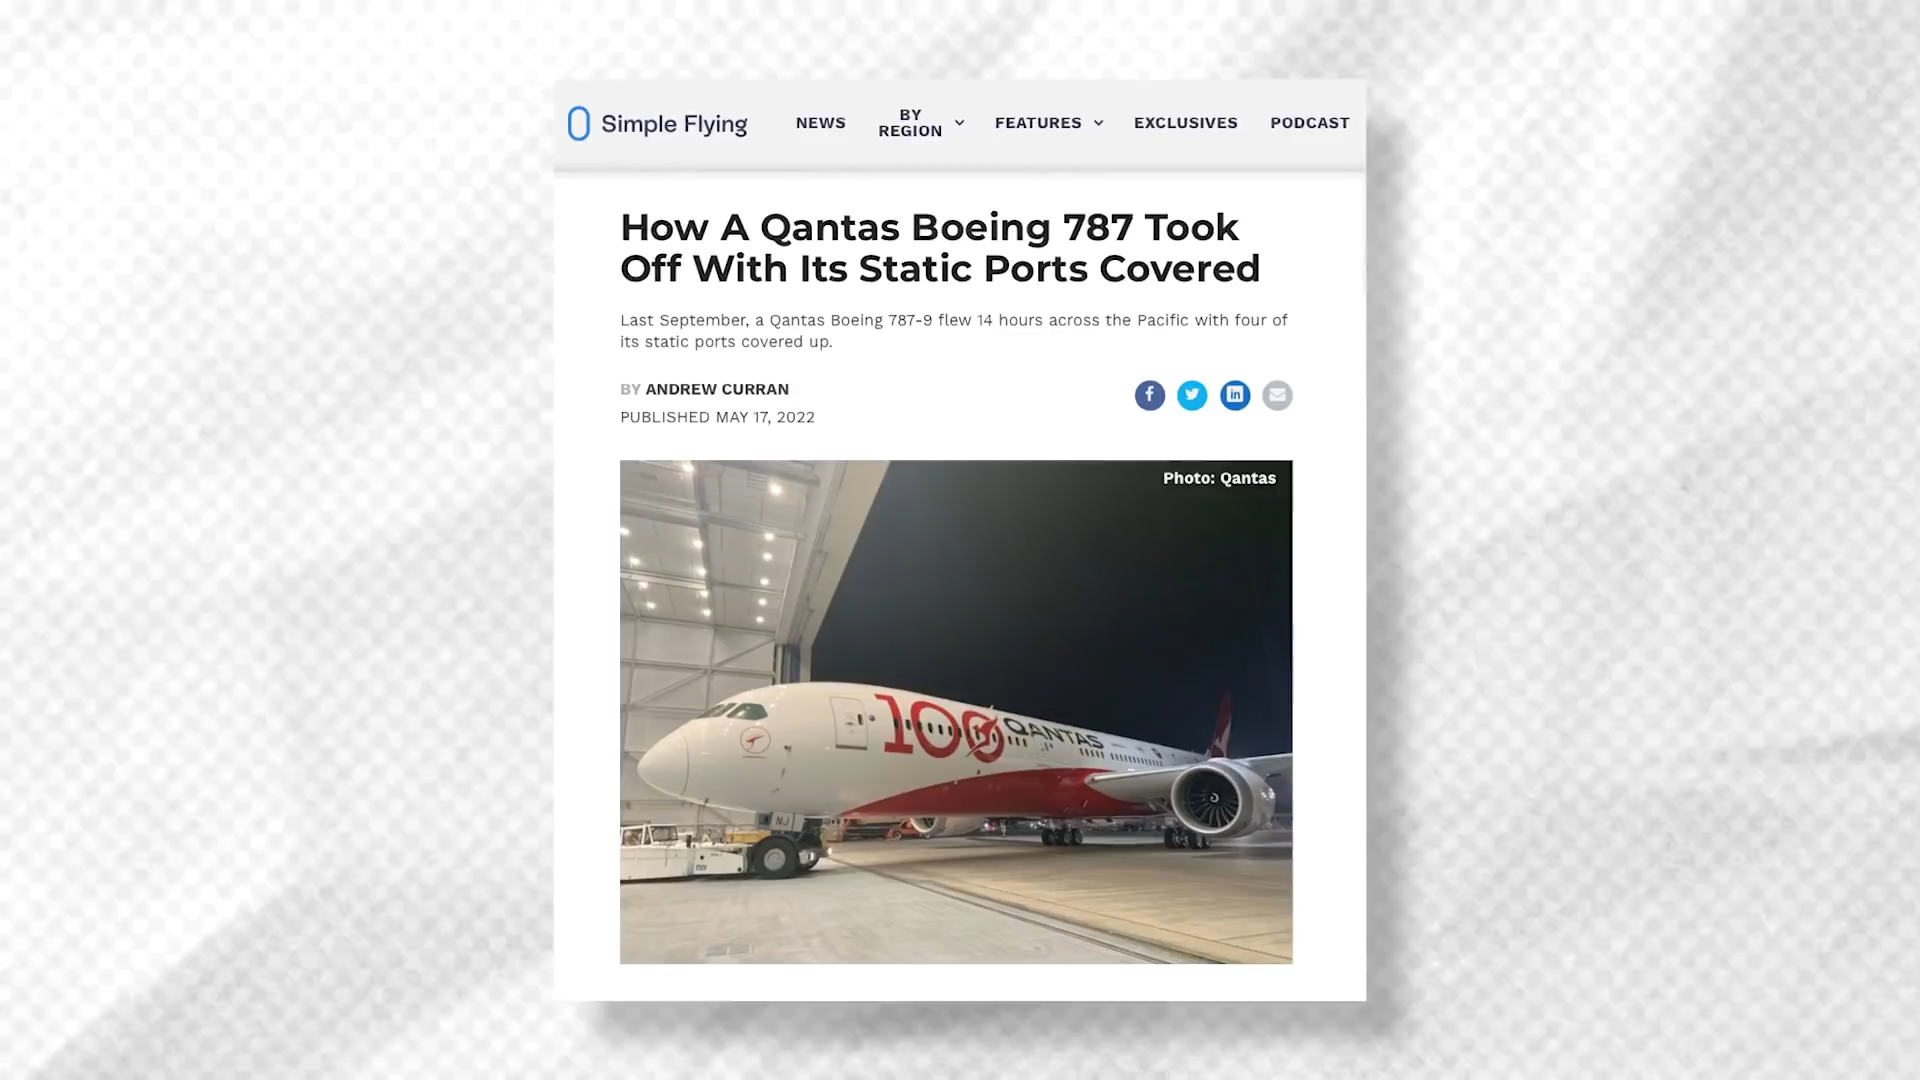 Simple Flying
NEWS
BY
REGION
FEATURES
EXCLUSIVES
PODCAST
How A Qantas Boeing 787 Took
Off With Its Static Ports Covered
Last September, a Qantas Boeing 787-9 flew 14 hours across the Pacific with four of
its static ports covered up.
BY ANDREW CURRAN
PUBLISHED MAY 17, 2022
Photo: Qantas
100 QANTAS
NJ